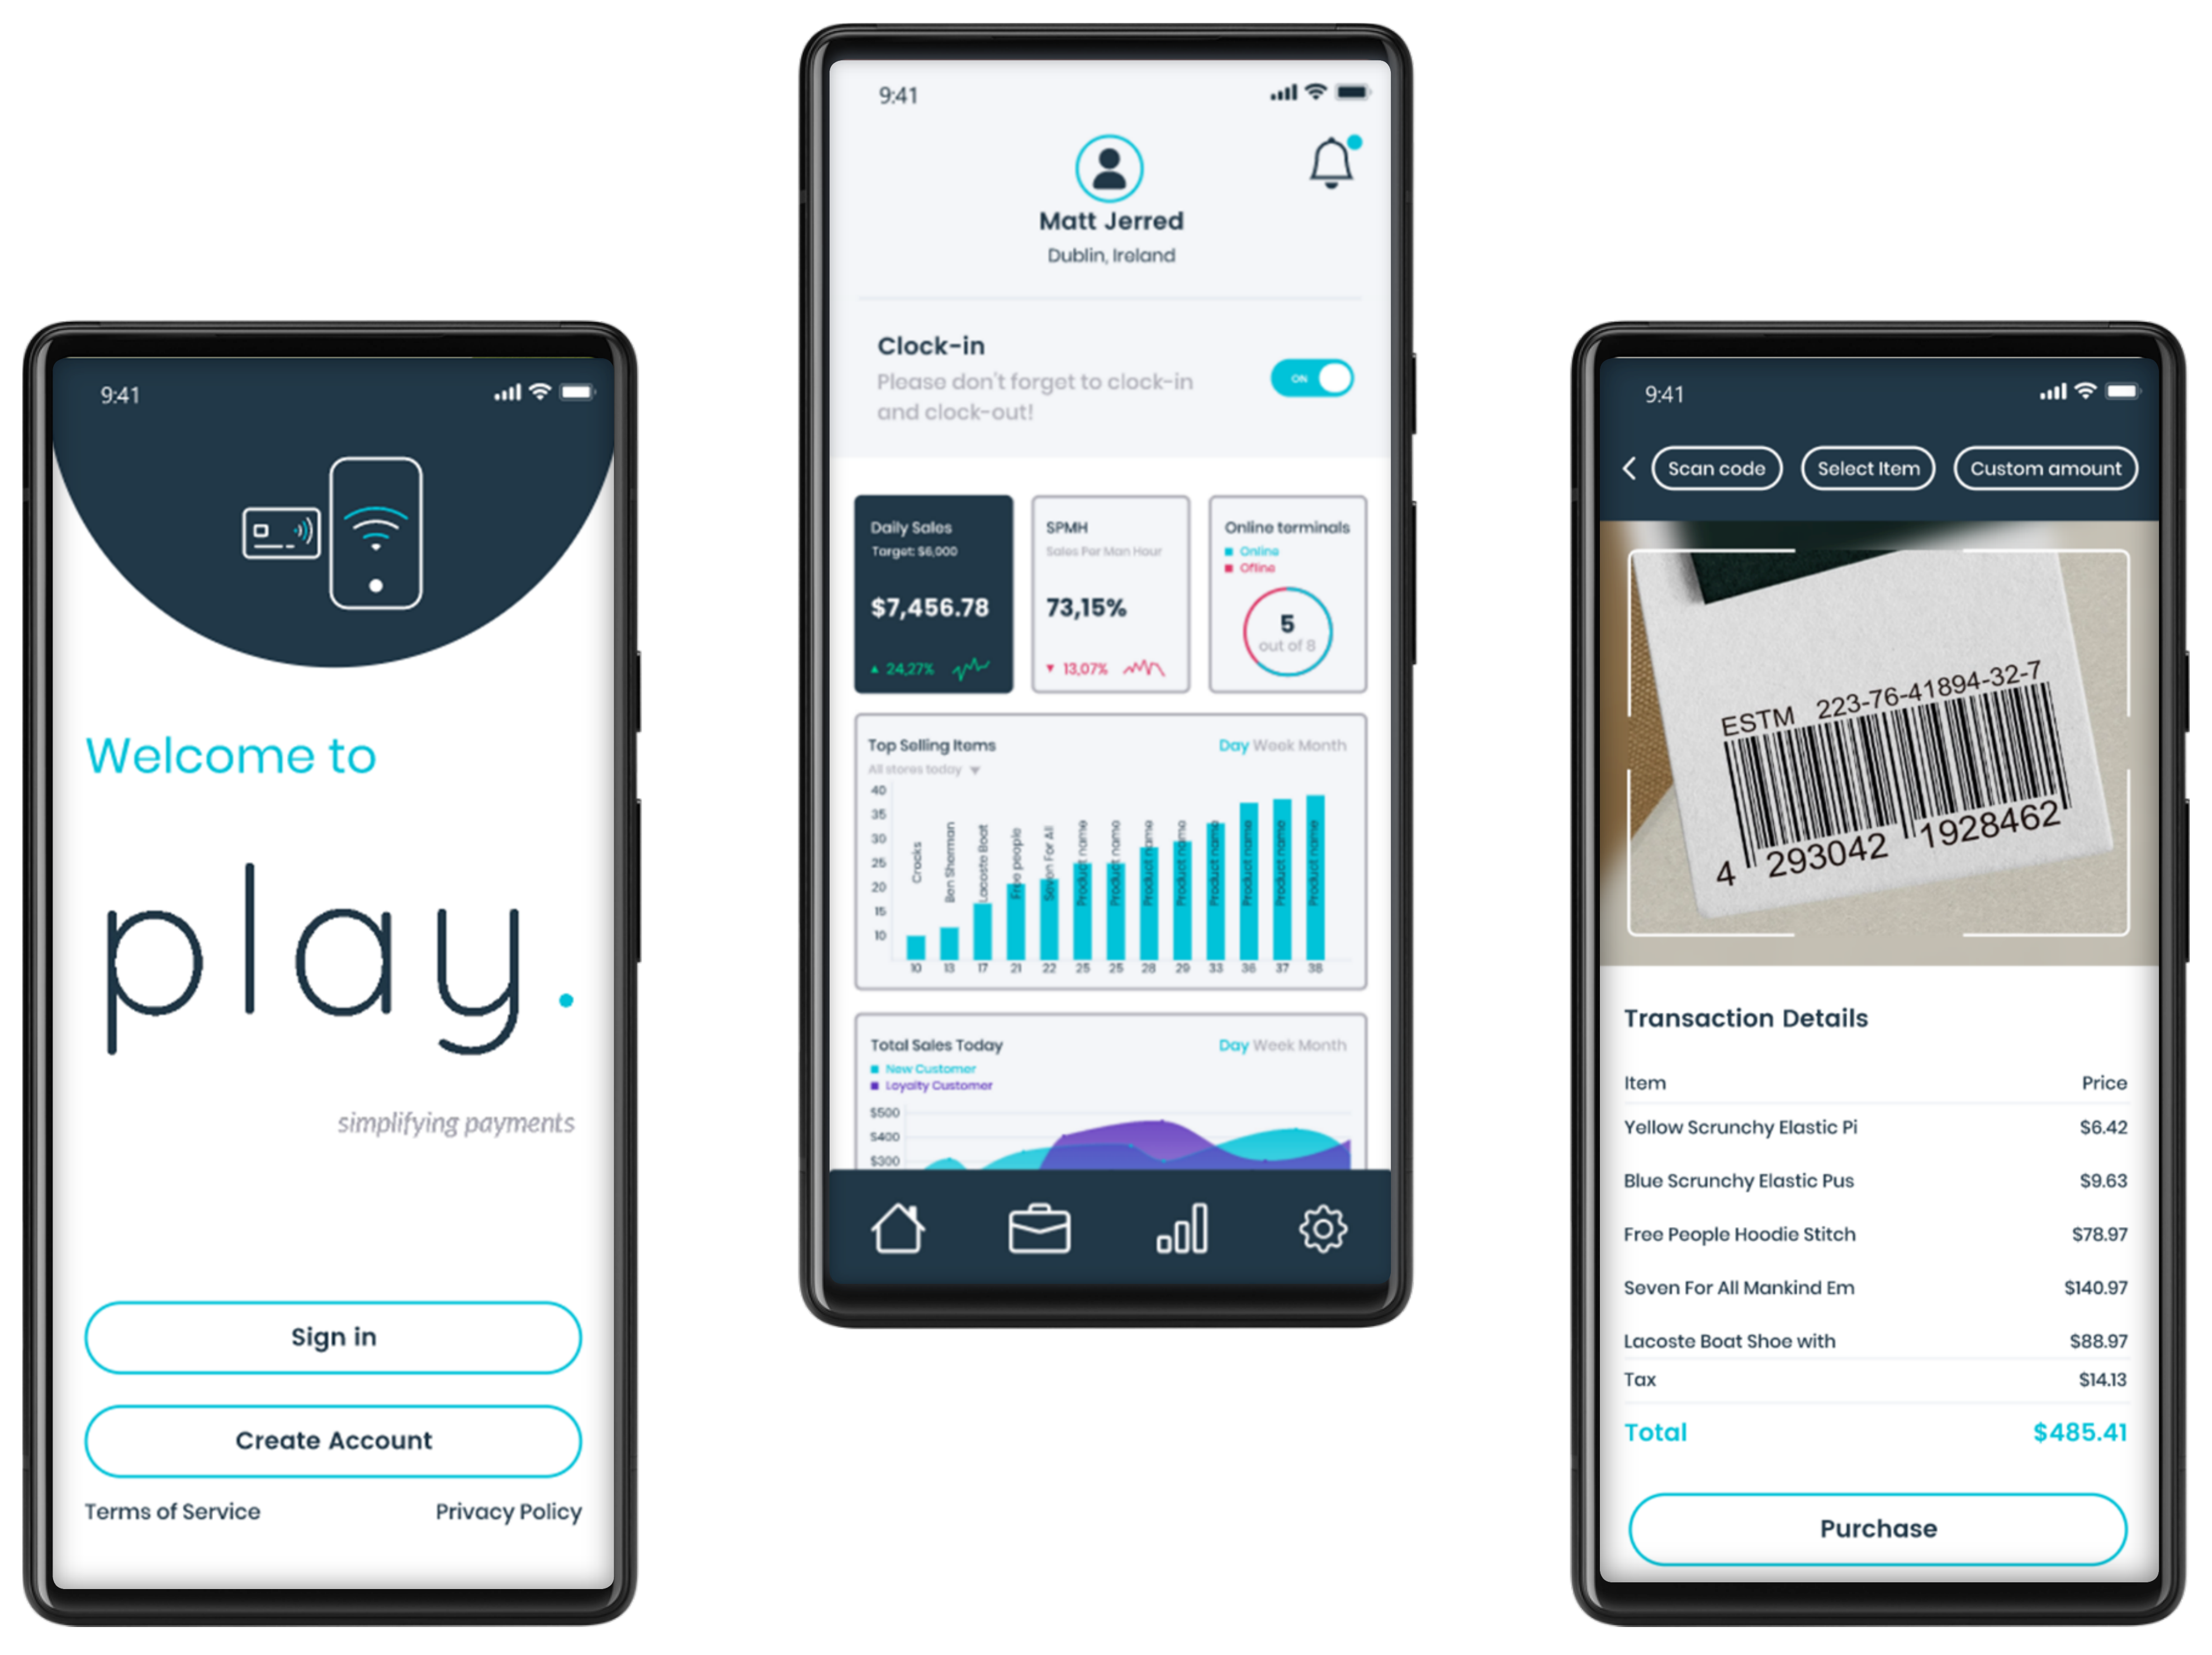 9:41
Welcome to
play.
simplifying payments
Sign in
Create Account
Terms of Service
Privacy Policy
9:41
Matt Jerred
Dublin, Ireland
Clock-in
Please don't forget to clock-in
and clock-out!
ON
Daily Sales
Target: $6,000
$7,456.78
24,27%
SPMH
Sales Per Man Hour
73,15%
13,07%
Online terminals
Online
Ofline
5
out of 8
Top Selling Items
Day Week Month
All stores today
40
35
30
25
20
15
10
Crocks
Ben Sherman
Lacoste Boat
Free people
Seven For All
Product name
Product name
Product name
Product name
Product name
Product name
Product name
Product name
10 13 17 21 22 25 25 28 29 33 36 37 38
Total Sales Today
Day Week Month
New Customer
Loyalty Customer
$500
$400
$300
9:41
Scan code
Select Item
Custom amount
ESTM 223-76-41894-32-7
4 293042 1928462
Transaction Details
Item Price
Yellow Scrunchy Elastic Pi $6.42
Blue Scrunchy Elastic Pus $9.63
Free People Hoodie Stitch $78.97
Seven For All Mankind Em $140.97
Lacoste Boat Shoe with $88.97
Tax $14.13
Total $485.41
Purchase